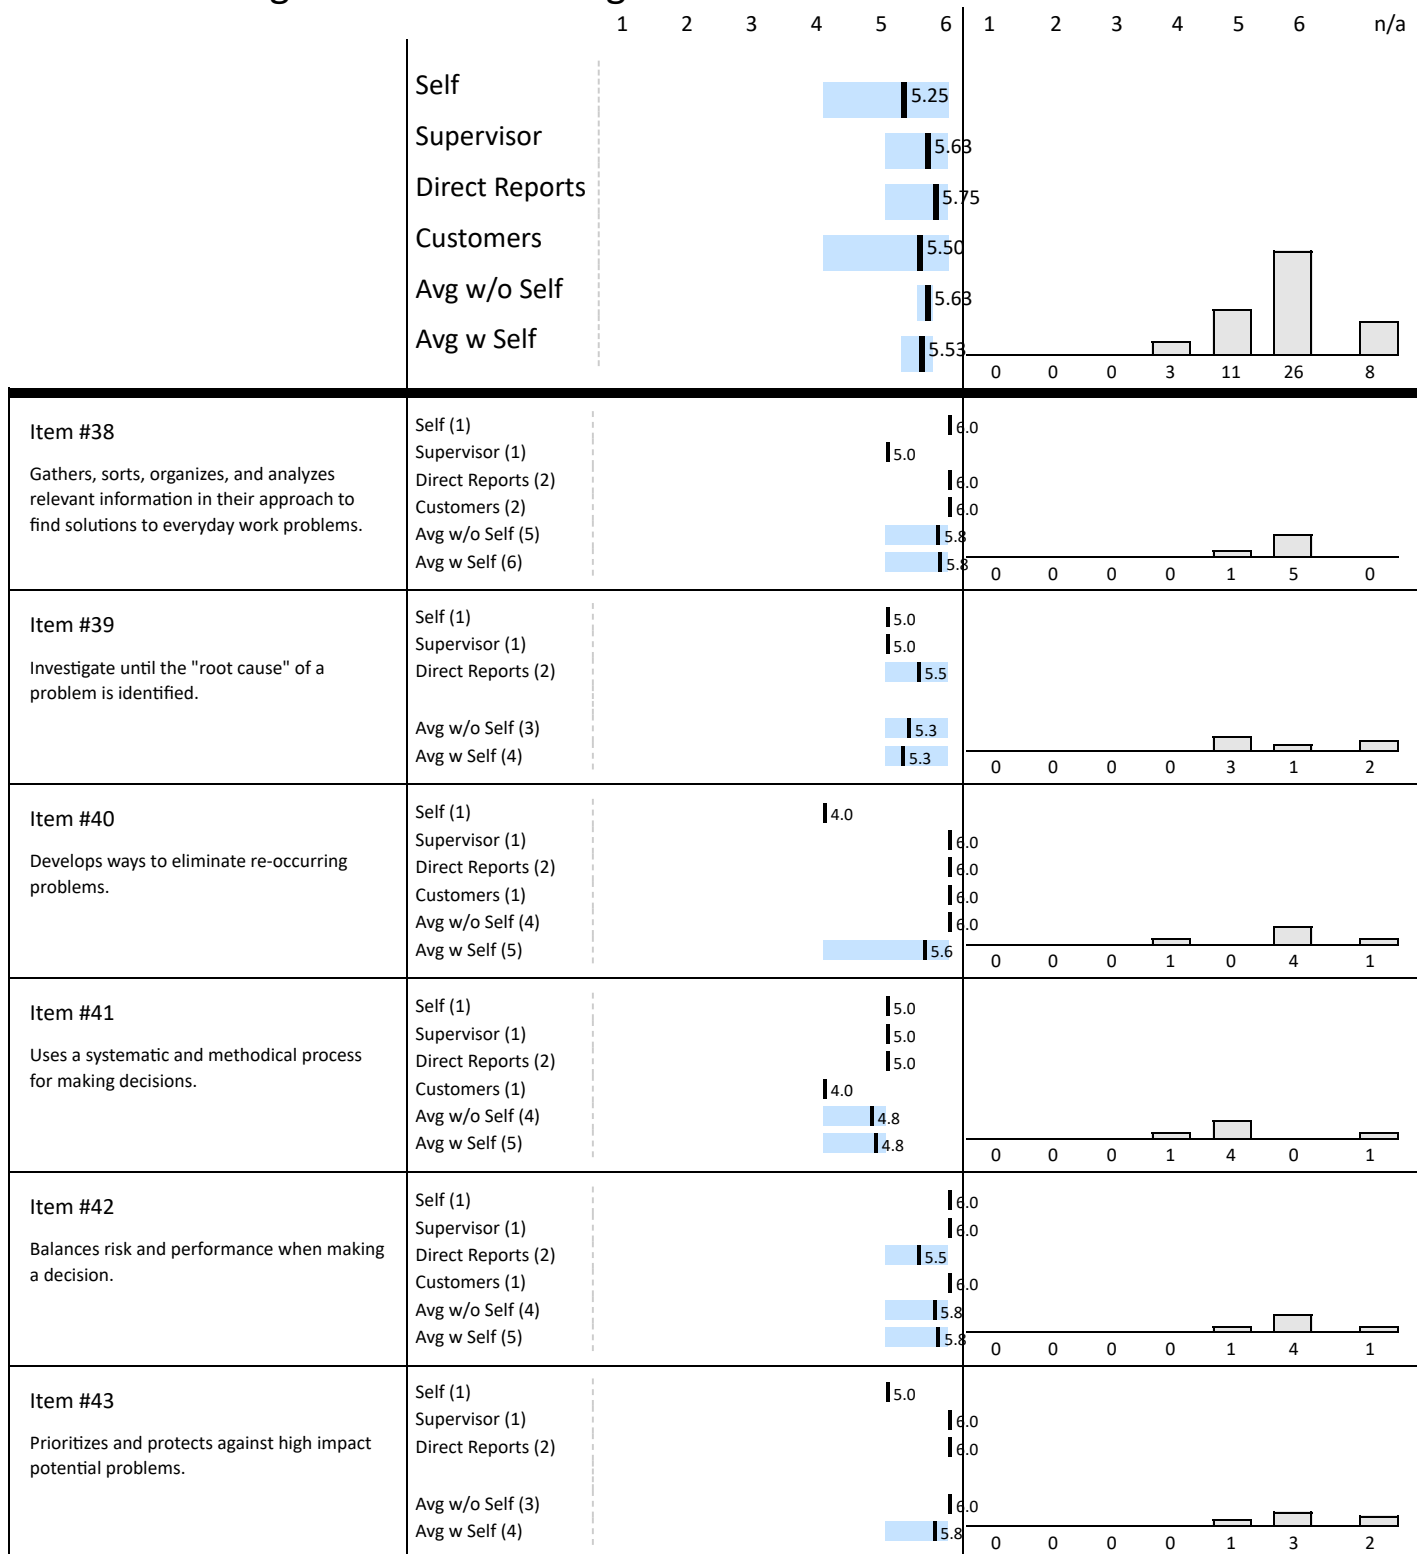 1 2 3 4 5 6 1 2 3 4 5 6 n/a
Self 5.25
Supervisor 5.63
Direct Reports 5.75
Customers 5.50
Avg w/o Self 5.63
Avg w Self 5.53
0 0 0 3 11 26 8
Item #38
Gathers, sorts, organizes, and analyzes
relevant information in their approach to
find solutions to everyday work problems.
Self (1) 6.0
Supervisor (1) 5.0
Direct Reports (2) 6.0
Customers (2) 6.0
Avg w/o Self (5) 5.8
Avg w Self (6) 5.8
0 0 0 0 1 5 0
Item #39
Investigate until the "root cause" of a
problem is identified.
Self (1) 5.0
Supervisor (1) 5.0
Direct Reports (2) 5.5
Avg w/o Self (3) 5.3
Avg w Self (4) 5.3
0 0 0 0 3 1 2
Item #40
Develops ways to eliminate re-occurring
problems.
Self (1) 4.0
Supervisor (1) 6.0
Direct Reports (2) 6.0
Customers (1) 6.0
Avg w/o Self (4) 6.0
Avg w Self (5) 5.6
0 0 0 1 0 4 1
Item #41
Uses a systematic and methodical process
for making decisions.
Self (1) 5.0
Supervisor (1) 5.0
Direct Reports (2) 5.0
Customers (1) 4.0
Avg w/o Self (4) 4.8
Avg w Self (5) 4.8
0 0 0 1 4 0 1
Item #42
Balances risk and performance when making
a decision.
Self (1) 6.0
Supervisor (1) 6.0
Direct Reports (2) 5.5
Customers (1) 6.0
Avg w/o Self (4) 5.8
Avg w Self (5) 5.8
0 0 0 0 1 4 1
Item #43
Prioritizes and protects against high impact
potential problems.
Self (1) 5.0
Supervisor (1) 6.0
Direct Reports (2) 6.0
Avg w/o Self (3) 6.0
Avg w Self (4) 5.8
0 0 0 0 1 3 2